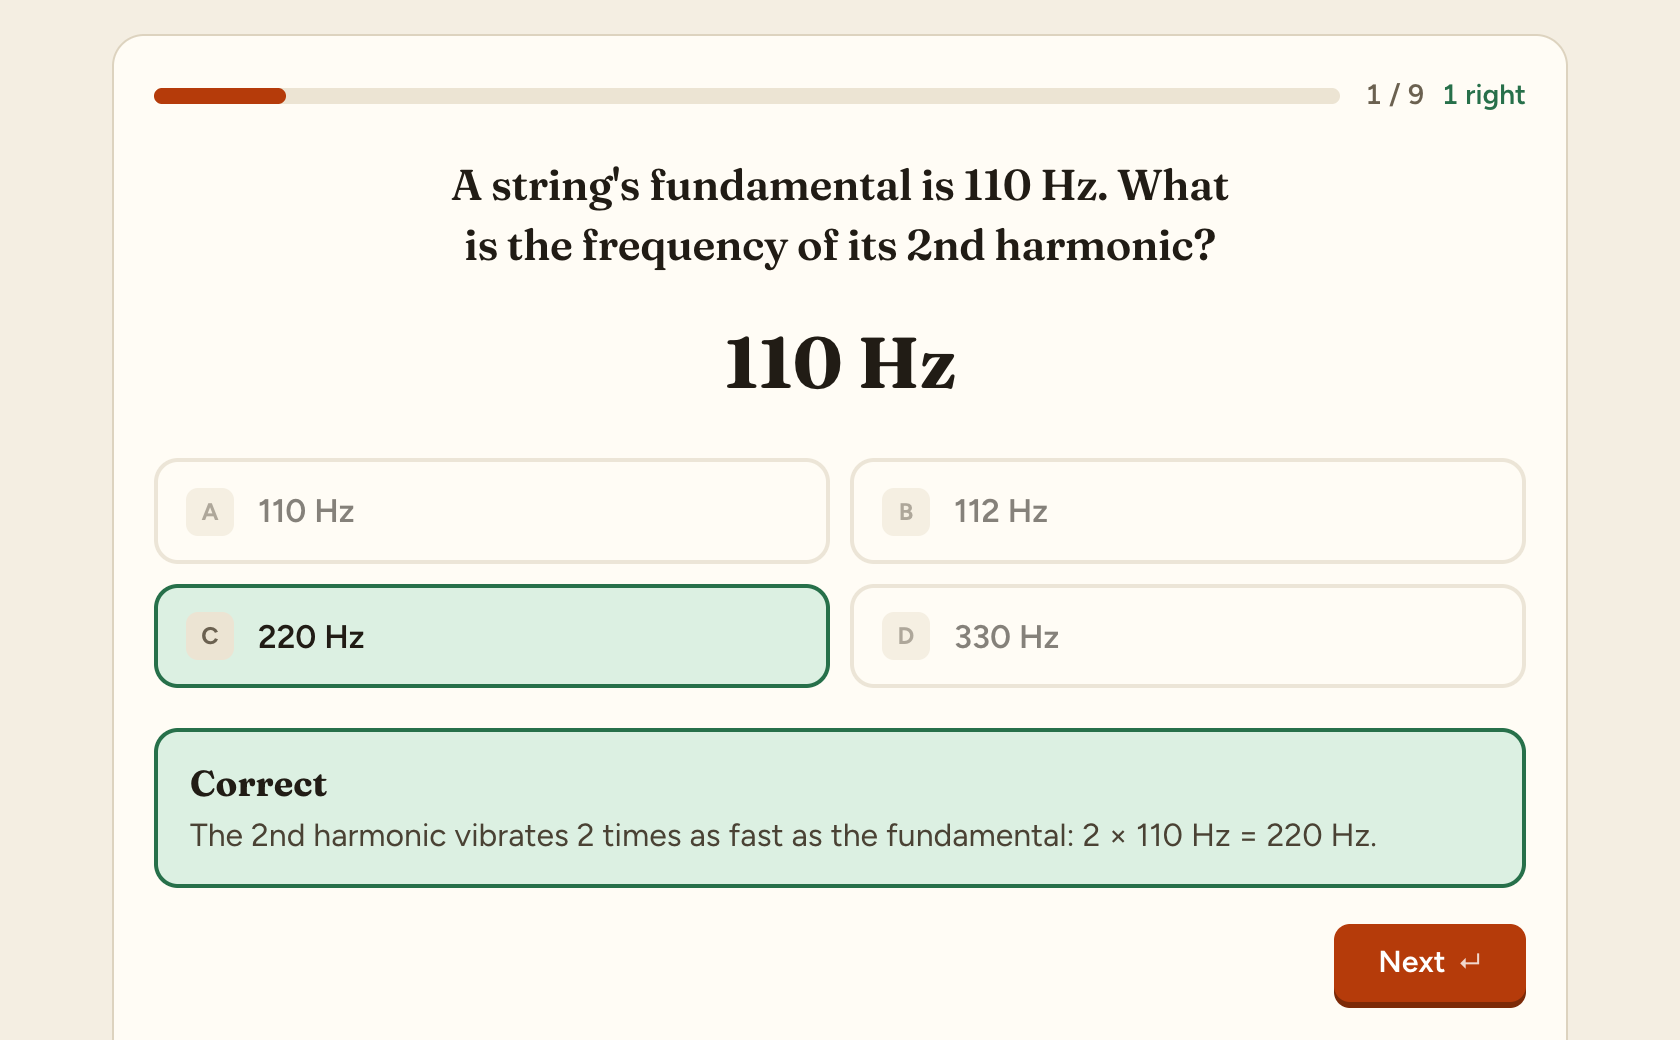 1 / 9 1 right
A string's fundamental is 110 Hz. What
is the frequency of its 2nd harmonic?
110 Hz
A 110 Hz
B 112 Hz
C 220 Hz
D 330 Hz
Correct
The 2nd harmonic vibrates 2 times as fast as the fundamental: 2 × 110 Hz = 220 Hz.
Next ↵